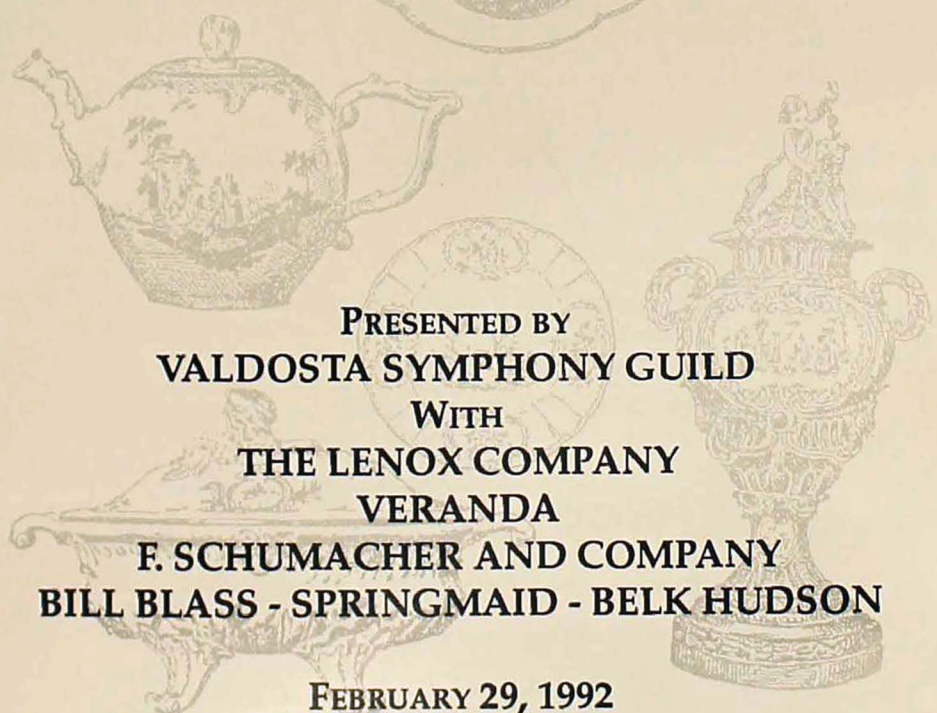 PRESENTED BY
VALDOSTA SYMPHONY GUILD
WITH
THE LENOX COMPANY
VERANDA
F. SCHUMACHER AND COMPANY
BILL BLASS - SPRINGMAID - BELK HUDSON
FEBRUARY 29, 1992